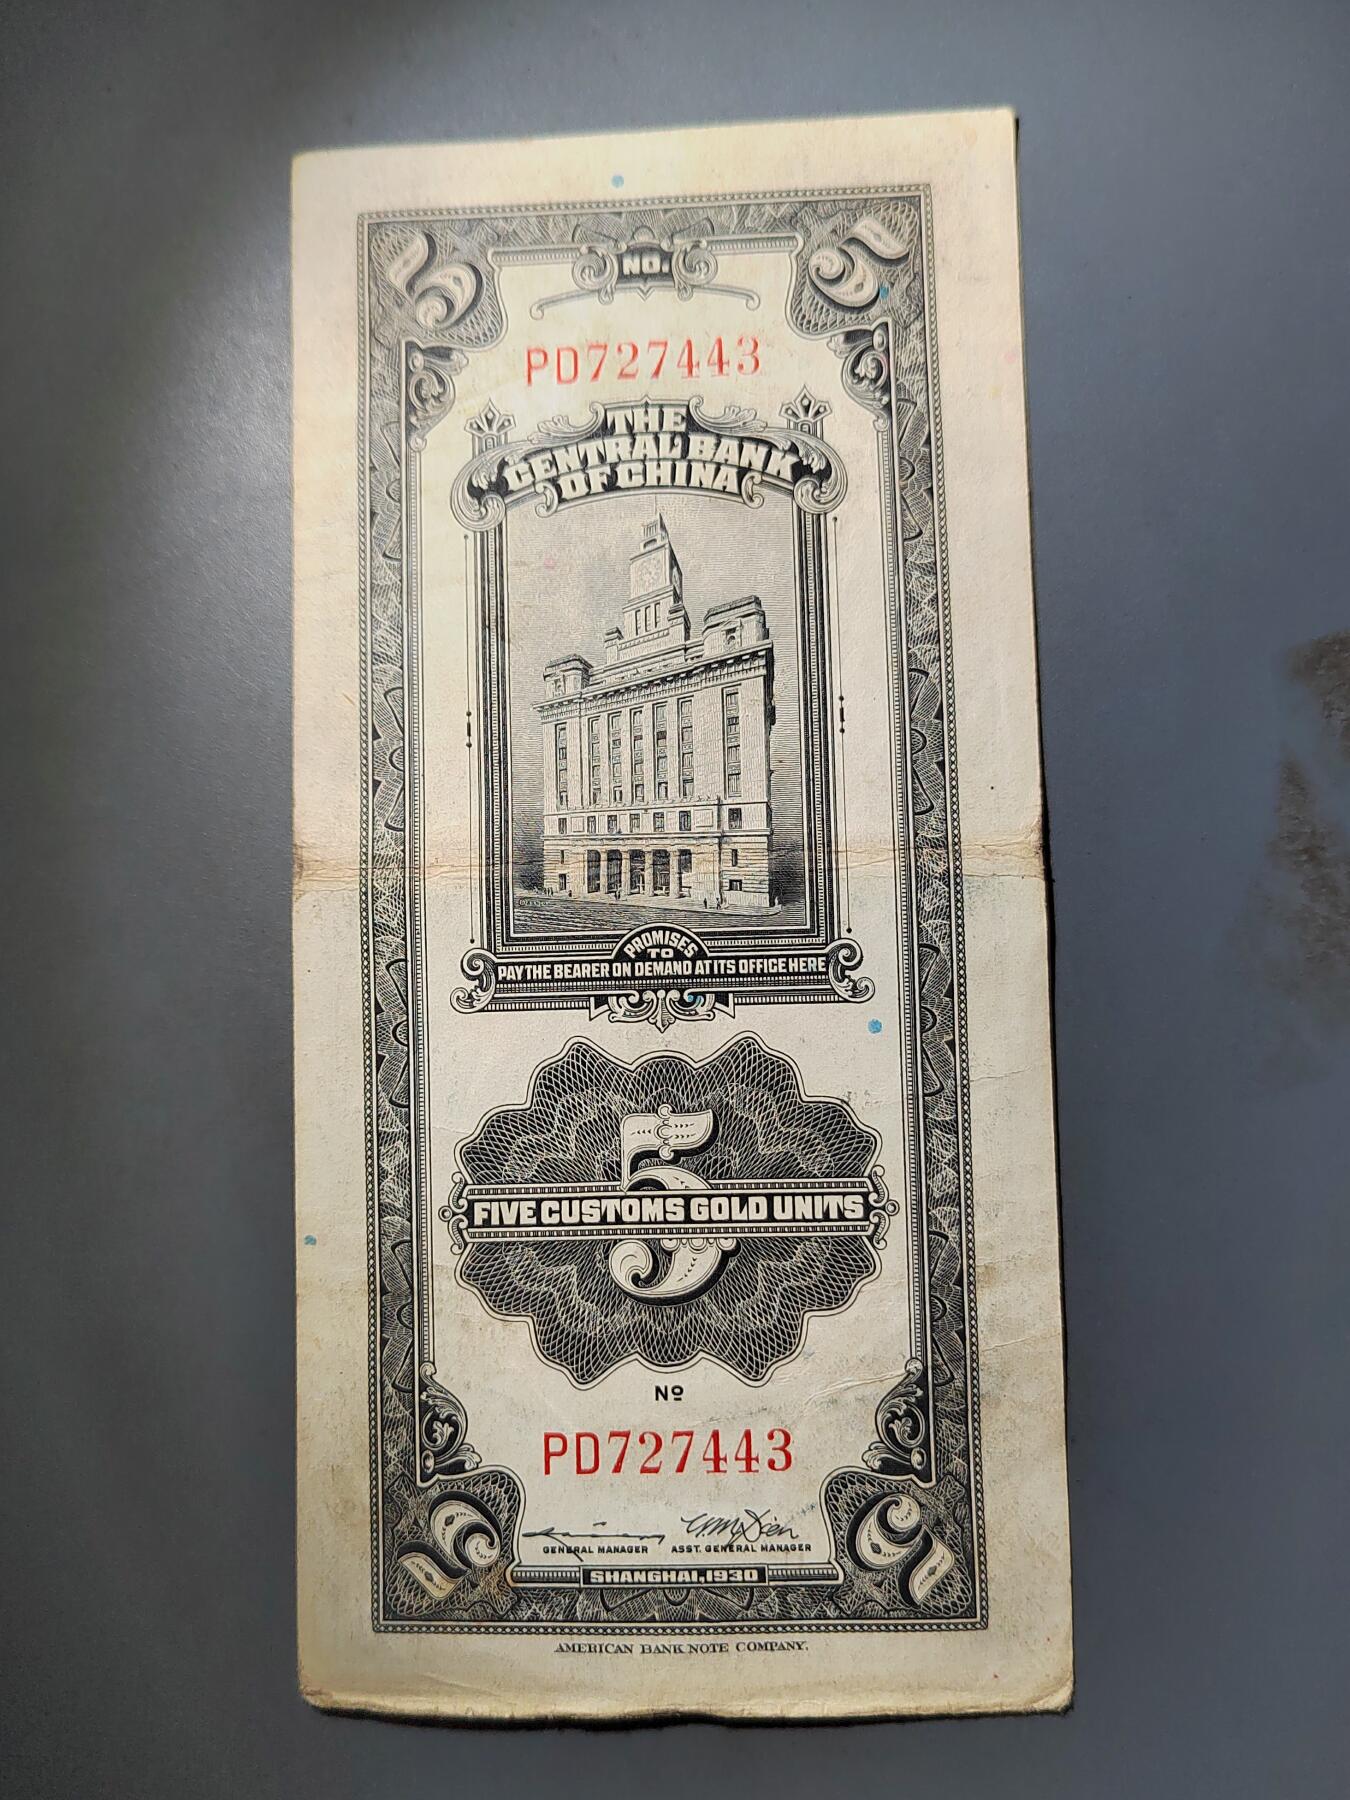 5 5
NO.
PD727443
THE
CENTRAL BANK
OF CHINA
PROMISES
TO
PAY THE BEARER ON DEMAND AT ITS OFFICE HERE
5
FIVE CUSTOMS GOLD UNITS
Nº
PD727443
GENERAL MANAGER ASST. GENERAL MANAGER
5 5
SHANGHAI, 1930
AMERICAN BANK NOTE COMPANY.